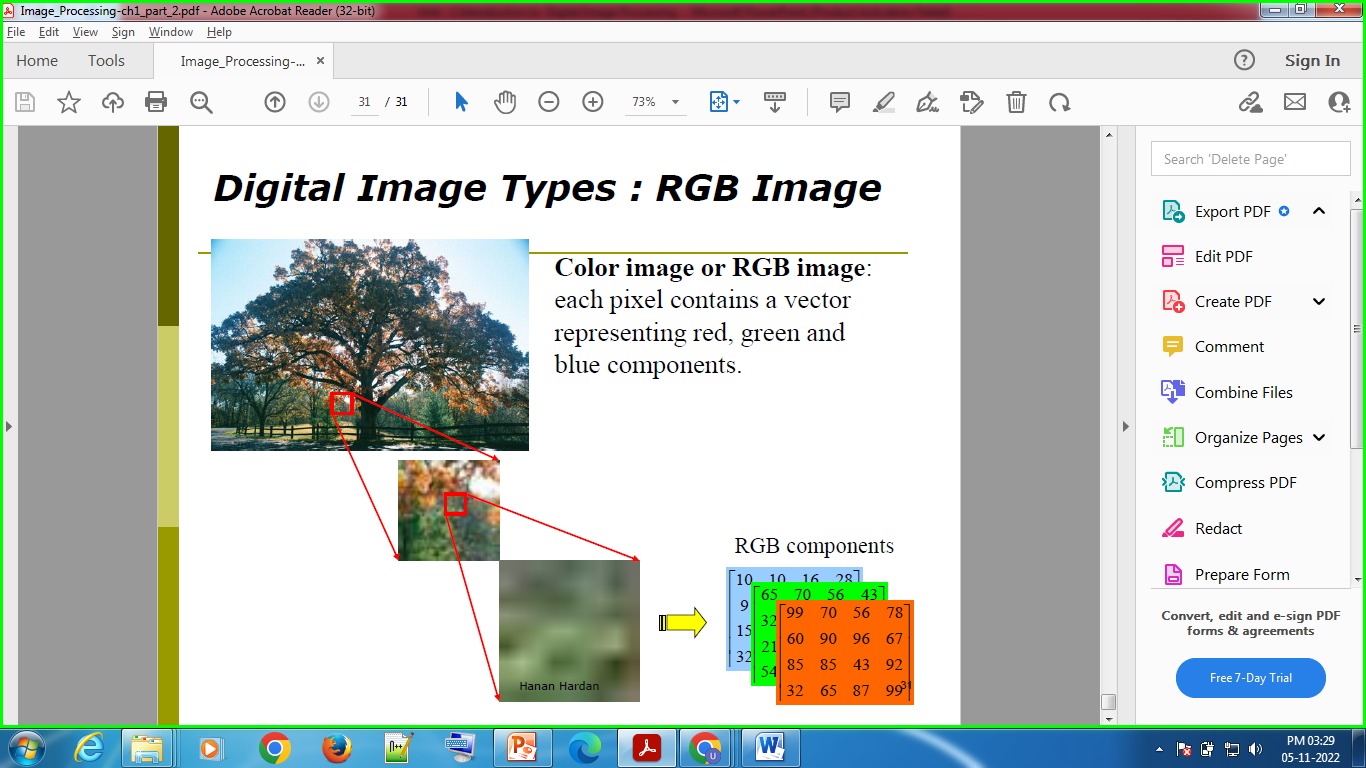 Image_Processing-ch1_part_2.pdf - Adobe Acrobat Reader (32-bit)
File Edit View Sign Window Help
Home Tools Image_Processing-... × Sign In
31 / 31 73%
Digital Image Types : RGB Image
Color image or RGB image:
each pixel contains a vector
representing red, green and
blue components.
RGB components
10 10 16 28
9
15
32
65 70 56 43
32
21
54
99 70 56 78
60 90 96 67
85 85 43 92
32 65 87 99
31
Hanan Hardan
Search 'Delete Page'
Export PDF
Edit PDF
Create PDF
Comment
Combine Files
Organize Pages
Compress PDF
Redact
Prepare Form
Convert, edit and e-sign PDF
forms & agreements
Free 7-Day Trial
PM 03:29
05-11-2022